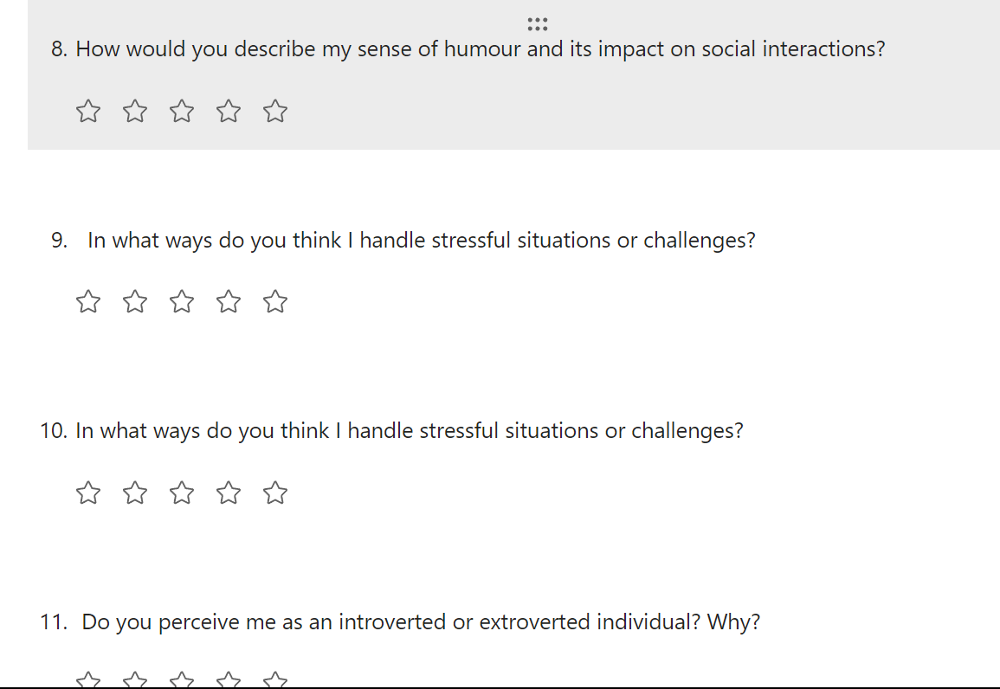 8. How would you describe my sense of humour and its impact on social interactions?
9. In what ways do you think I handle stressful situations or challenges?
10. In what ways do you think I handle stressful situations or challenges?
11. Do you perceive me as an introverted or extroverted individual? Why?